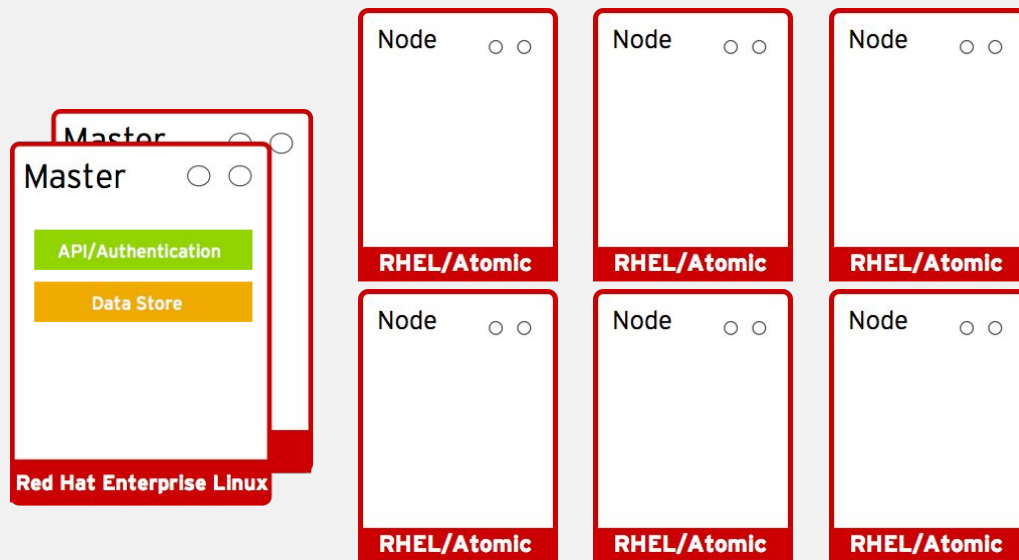 Master
Master
API/Authentication
Data Store
Red Hat Enterprise Linux
Node
Node
Node
RHEL/Atomic
RHEL/Atomic
RHEL/Atomic
Node
Node
Node
RHEL/Atomic
RHEL/Atomic
RHEL/Atomic